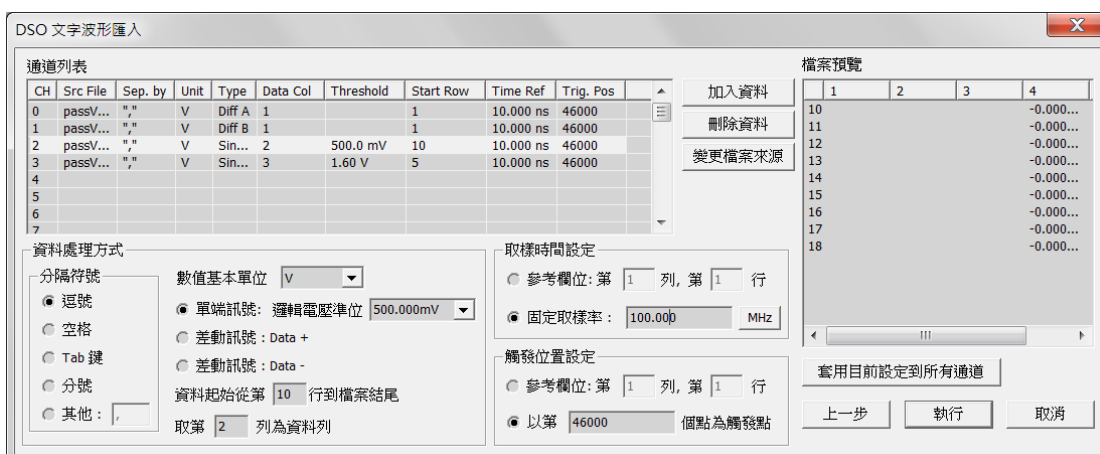 DSO 文字波形匯入
通道列表
CH Src File Sep. by Unit Type Data Col Threshold Start Row Time Ref Trig. Pos
0 passV... "," V Diff A 1 1 10.000 ns 46000
1 passV... "," V Diff B 1 1 10.000 ns 46000
2 passV... "," V Sin... 2 500.0 mV 10 10.000 ns 46000
3 passV... "," V Sin... 3 1.60 V 5 10.000 ns 46000
4
5
6
7
加入資料
刪除資料
變更檔案來源
檔案預覽
1 2 3 4
10 -0.000...
11 -0.000...
12 -0.000...
13 -0.000...
14 -0.000...
15 -0.000...
16 -0.000...
17 -0.000...
18 -0.000...
資料處理方式
分隔符號
逗號
空格
Tab 鍵
分號
其他 : ,
數值基本單位 V
單端訊號: 邏輯電壓準位 500.000mV
差動訊號 : Data +
差動訊號 : Data -
資料起始從第 10 行到檔案結尾
取第 2 列為資料列
取樣時間設定
參考欄位: 第 1 列, 第 1 行
固定取樣率 : 100.000 MHz
觸發位置設定
參考欄位: 第 1 列, 第 1 行
以第 46000 個點為觸發點
套用目前設定到所有通道
上一步 執行 取消